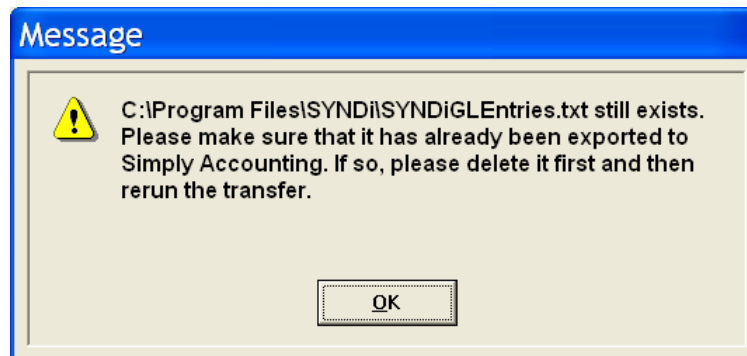 Message
C:\Program Files\SYNDi\SYNDiGLEntries.txt still exists.
Please make sure that it has already been exported to
Simply Accounting. If so, please delete it first and then
rerun the transfer.
OK